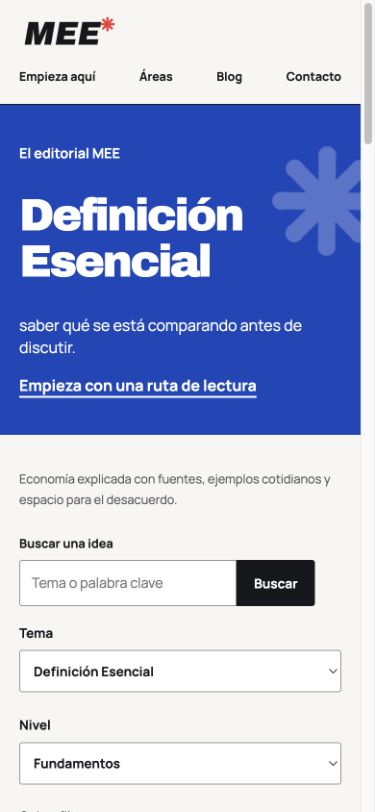 MEE*
Empieza aquí
Áreas
Blog
Contacto
El editorial MEE
Definición
Esencial
saber qué se está comparando antes de
discutir.
Empieza con una ruta de lectura
Economía explicada con fuentes, ejemplos cotidianos y
espacio para el desacuerdo.
Buscar una idea
Tema o palabra clave
Buscar
Tema
Definición Esencial
Nivel
Fundamentos